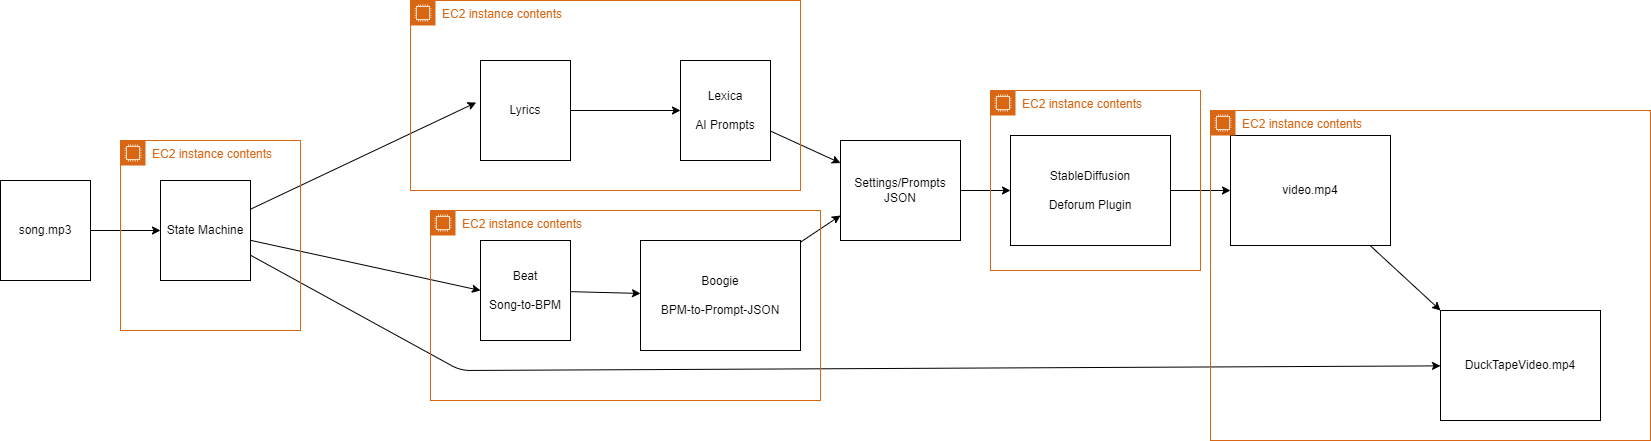 song.mp3
EC2 instance contents
State Machine
EC2 instance contents
Lyrics
Lexica
AI Prompts
EC2 instance contents
Beat
Song-to-BPM
Boogie
BPM-to-Prompt-JSON
Settings/Prompts
JSON
EC2 instance contents
StableDiffusion
Deforum Plugin
EC2 instance contents
video.mp4
DuckTapeVideo.mp4